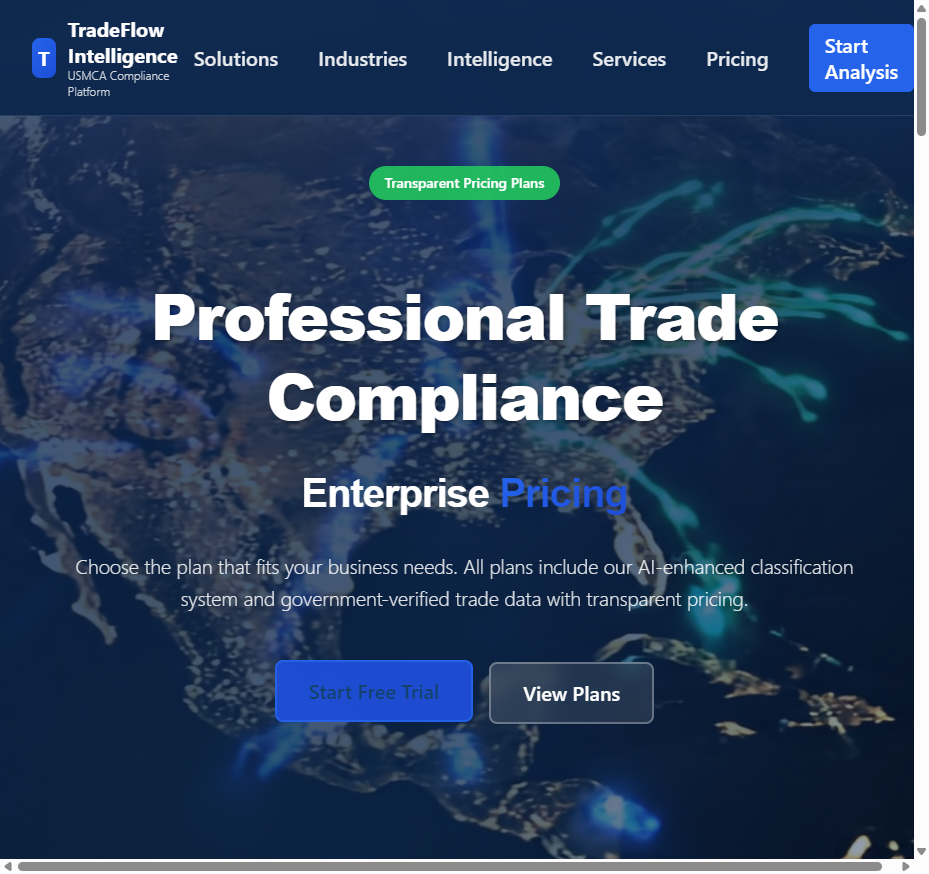 T
TradeFlow
Intelligence
USMCA Compliance
Platform
Solutions
Industries
Intelligence
Services
Pricing
Start
Analysis
Transparent Pricing Plans
Professional Trade
Compliance
Enterprise Pricing
Choose the plan that fits your business needs. All plans include our AI-enhanced classification
system and government-verified trade data with transparent pricing.
Start Free Trial
View Plans